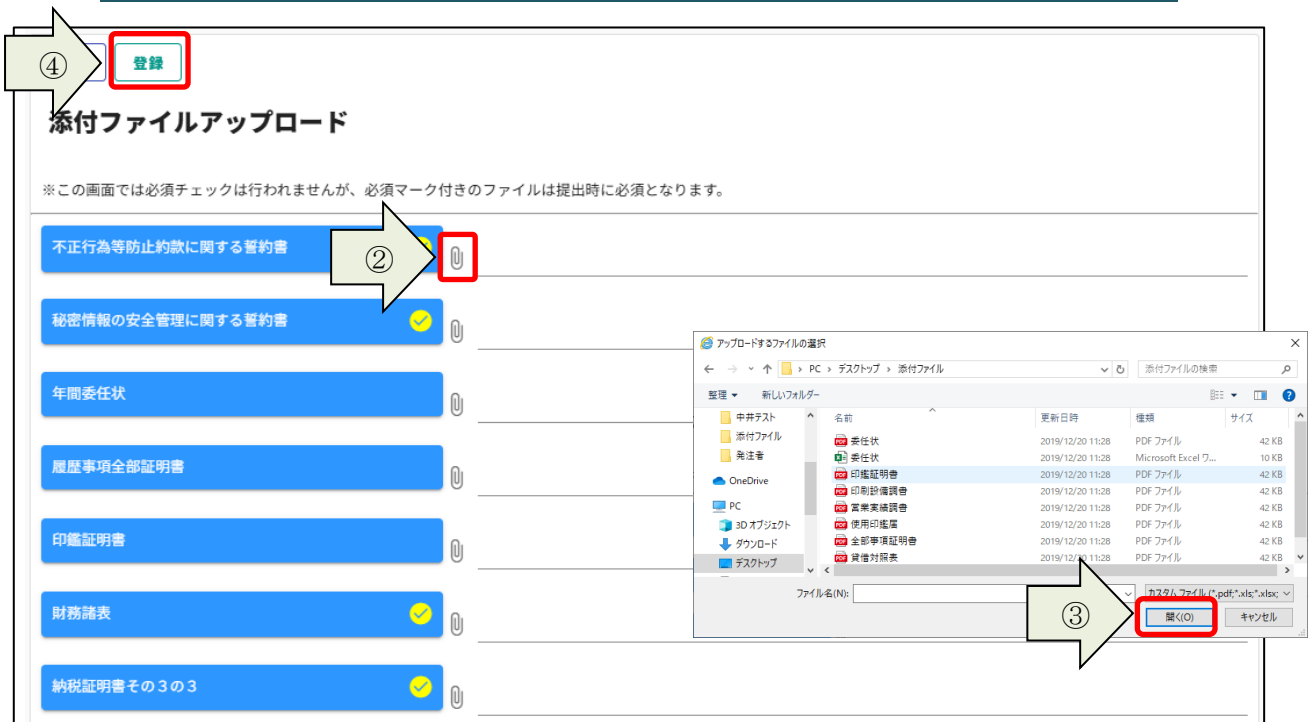 ④
登録
添付ファイルアップロード
※この画面では必須チェックは行われませんが、必須マーク付きのファイルは提出時に必須となります。
不正行為等防止約款に関する誓約書
②
秘密情報の安全管理に関する誓約書
年間委任状
履歴事項全部証明書
印鑑証明書
財務諸表
納税証明書その3の3
アップロードするファイルの選択
PC › デスクトップ › 添付ファイル
添付ファイルの検索
整理 新しいフォルダー
中井テスト
添付ファイル
発注者
OneDrive
PC
3D オブジェクト
ダウンロード
デスクトップ
名前 更新日時 種類 サイズ
委任状 2019/12/20 11:28 PDF ファイル 42 KB
委任状 2019/12/20 11:28 Microsoft Excel ワ... 10 KB
印鑑証明書 2019/12/20 11:28 PDF ファイル 42 KB
印刷設備調書 2019/12/20 11:28 PDF ファイル 42 KB
営業実績調書 2019/12/20 11:28 PDF ファイル 42 KB
使用印鑑届 2019/12/20 11:28 PDF ファイル 42 KB
全部事項証明書 2019/12/20 11:28 PDF ファイル 42 KB
貸借対照表 2019/12/20 11:28 PDF ファイル 42 KB
ファイル名(N):
カスタム ファイル (*.pdf;*.xls;*.xlsx;
③
開く(O) キャンセル